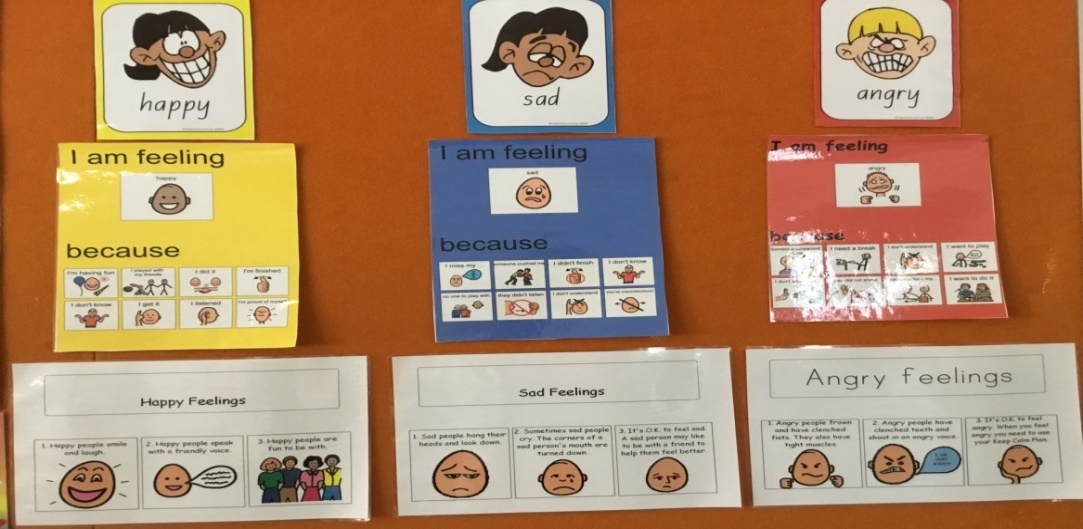 happy
sad
angry
I am feeling
happy
because
I'm having fun
I played with
my friends
I did it
I'm finished
I don't know
I get it
I listened
I'm proud of myself
I am feeling
sad
because
I miss my
someone pushed me
I didn't finish
I don't know
no one to play with
they didn't listen
I don't understand
I am feeling
angry
because
I need a break
I don't understand
I want to play
I want to do it
Happy Feelings
1. Happy people smile
and laugh.
2. Happy people speak
with a friendly voice.
3. Happy people are
fun to be with.
Sad Feelings
1. Sad people hang their
heads and look down.
2. Sometimes sad people
cry. The corners of a
sad person's mouth are
turned down.
3. It's O.K. to feel sad.
A sad person may like
to be with a friend to
help them feel better.
Angry feelings
1. Angry people frown
and have clenched
fists. They also have
tight muscles.
2. Angry people have
clenched teeth and
shout in an angry voice.
3. It's O.K. to feel
angry. When you feel
angry you need to use
your Keep Calm Plan.